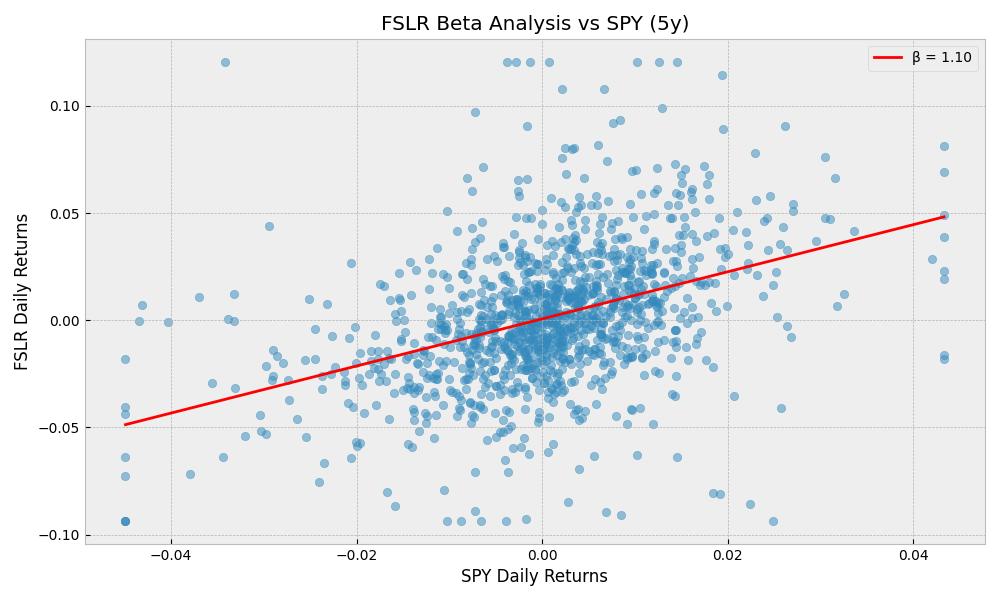 FSLR Beta Analysis vs SPY (5y)
β = 1.10
FSLR Daily Returns
0.10
0.05
0.00
−0.05
−0.10
−0.04
−0.02
0.00
0.02
0.04
SPY Daily Returns